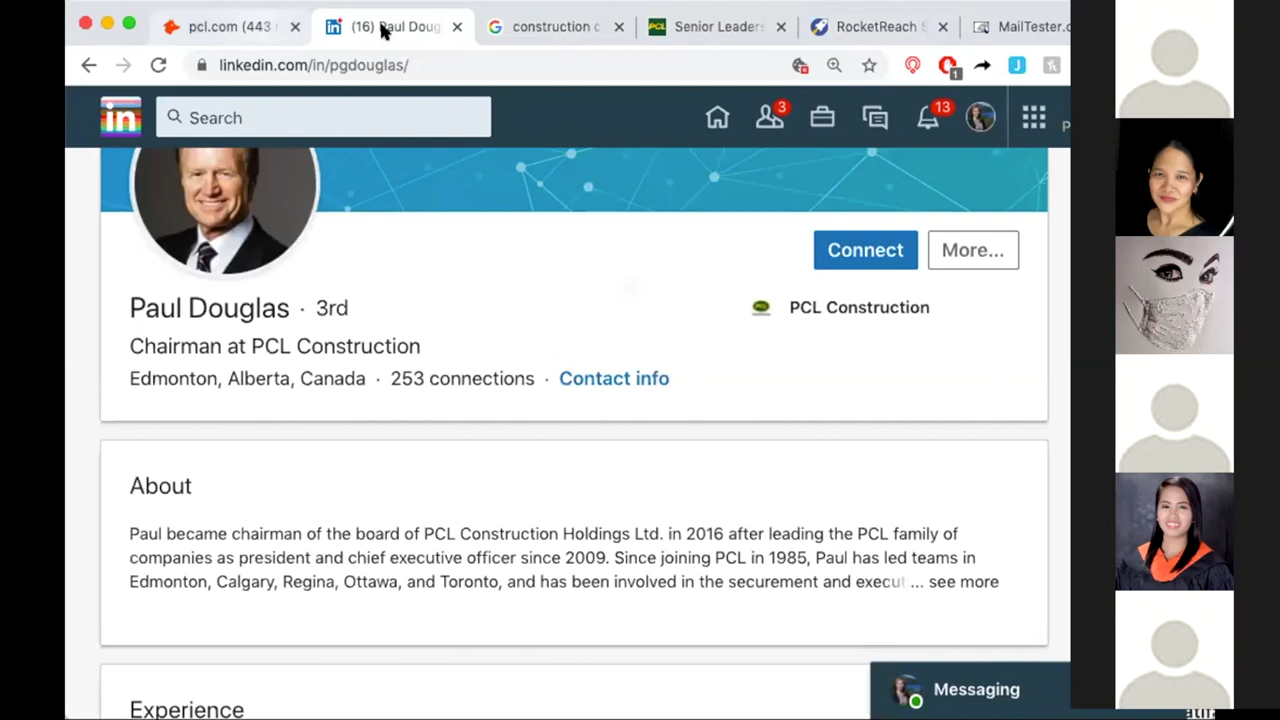 pcl.com (443
(16) Paul Doug
construction c
PCL
Senior Leaders
RocketReach S
MailTester.c
linkedin.com/in/pgdouglas/
1
J
in
Search
3
13
P
Connect
More...
Paul Douglas · 3rd
PCL Construction
Chairman at PCL Construction
Edmonton, Alberta, Canada · 253 connections · Contact info
About
Paul became chairman of the board of PCL Construction Holdings Ltd. in 2016 after leading the PCL family of
companies as president and chief executive officer since 2009. Since joining PCL in 1985, Paul has led teams in
Edmonton, Calgary, Regina, Ottawa, and Toronto, and has been involved in the securement and execut ... see more
Experience
Messaging